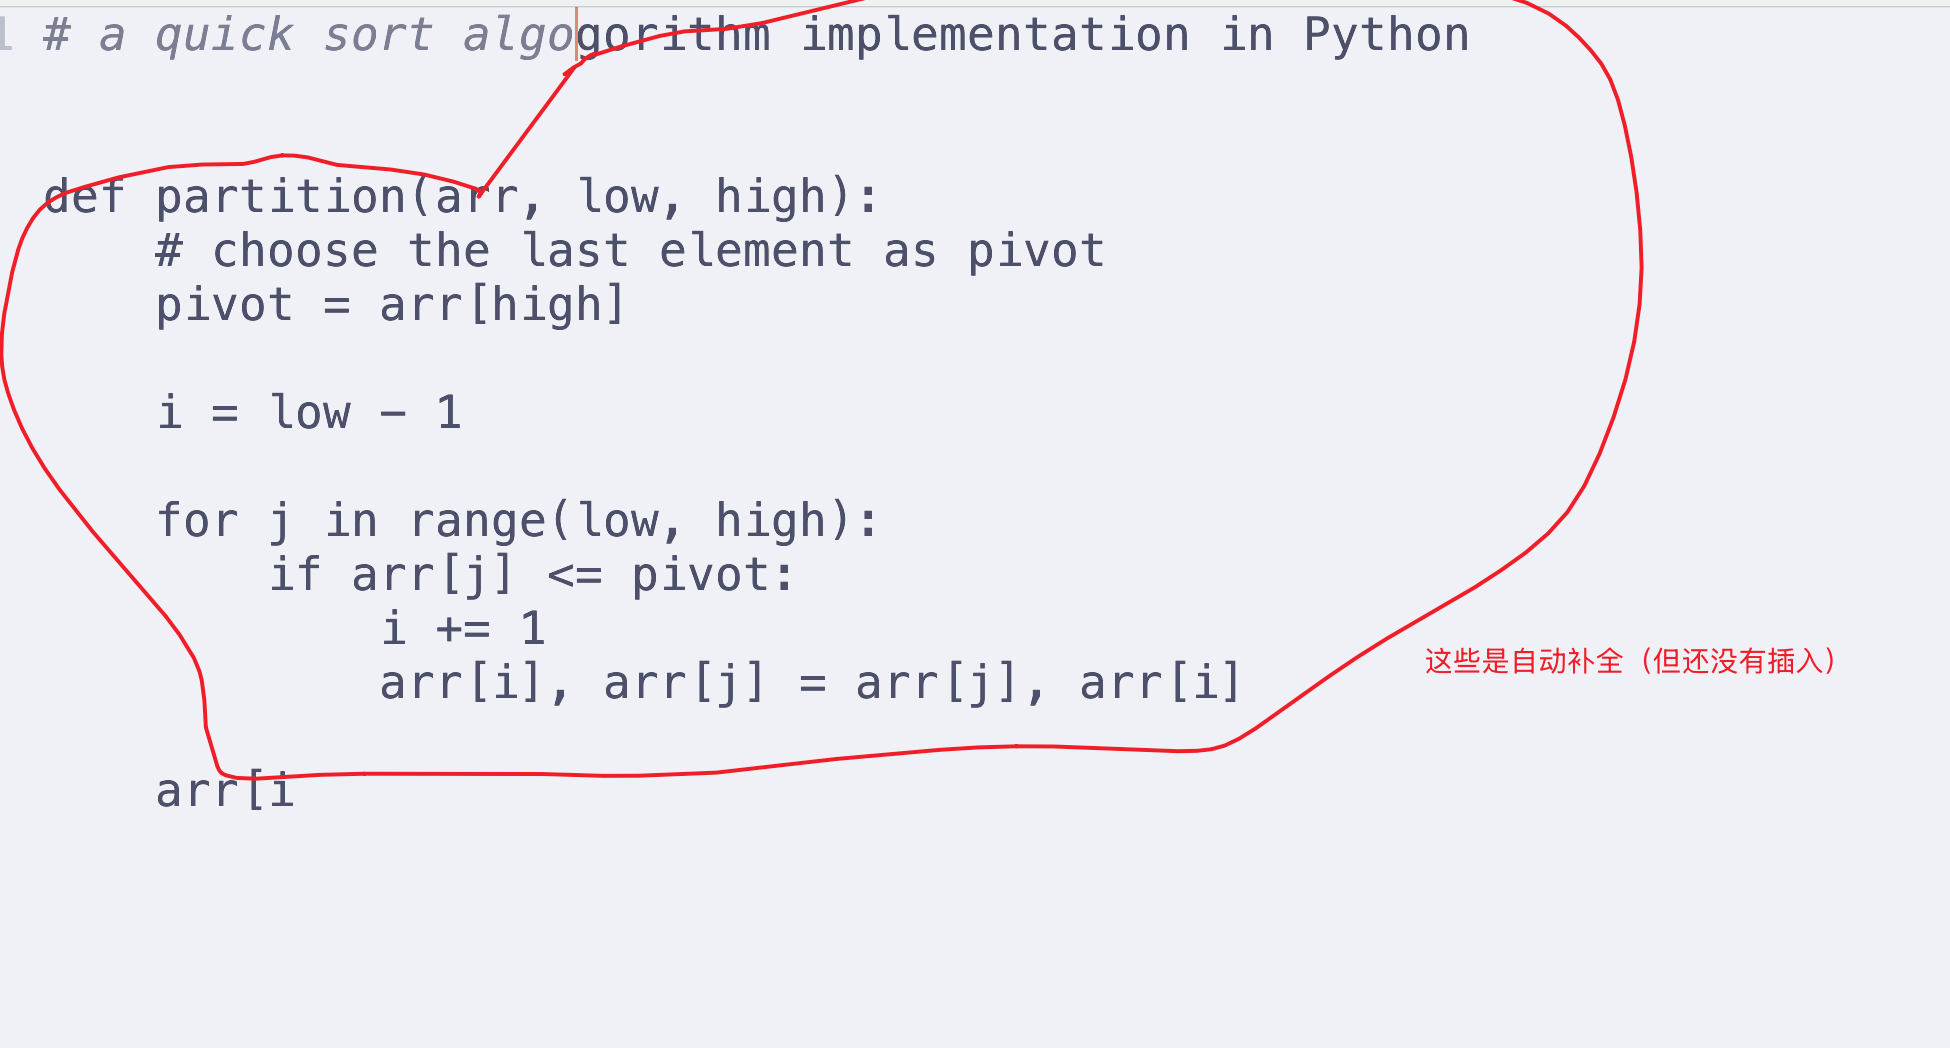 1 # a quick sort algogorithm implementation in Python
def partition(arr, low, high):
# choose the last element as pivot
pivot = arr[high]
i = low - 1
for j in range(low, high):
if arr[j] <= pivot:
i += 1
arr[i], arr[j] = arr[j], arr[i]
这些是自动补全（但还没有插入）
arr[i